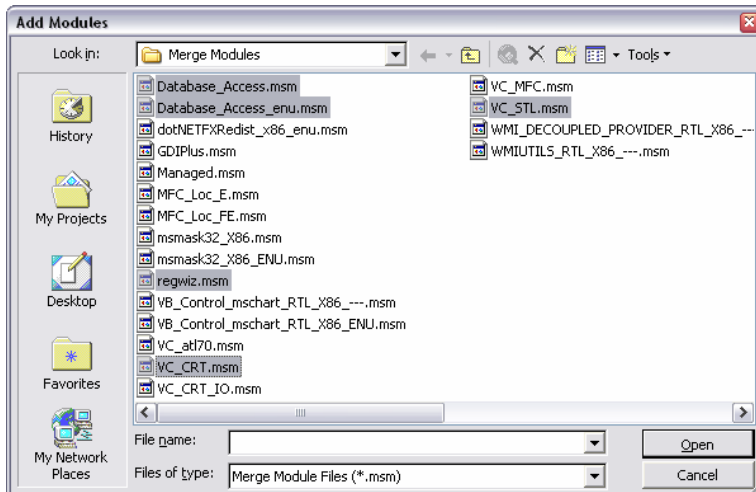 Add Modules
Look in:
Merge Modules
Tools
History
My Projects
Desktop
Favorites
My Network
Places
Database_Access.msm
Database_Access_enu.msm
dotNETFXRedist_x86_enu.msm
GDIPlus.msm
Managed.msm
MFC_Loc_E.msm
MFC_Loc_FE.msm
msmask32_X86.msm
msmask32_X86_ENU.msm
regwiz.msm
VB_Control_mschart_RTL_X86_---.msm
VB_Control_mschart_RTL_X86_ENU.msm
VC_atl70.msm
VC_CRT.msm
VC_CRT_IO.msm
VC_MFC.msm
VC_STL.msm
WMI_DECOUPLED_PROVIDER_RTL_X86_--
WMIUTILS_RTL_X86_---.msm
File name:
Open
Files of type:
Merge Module Files (*.msm)
Cancel